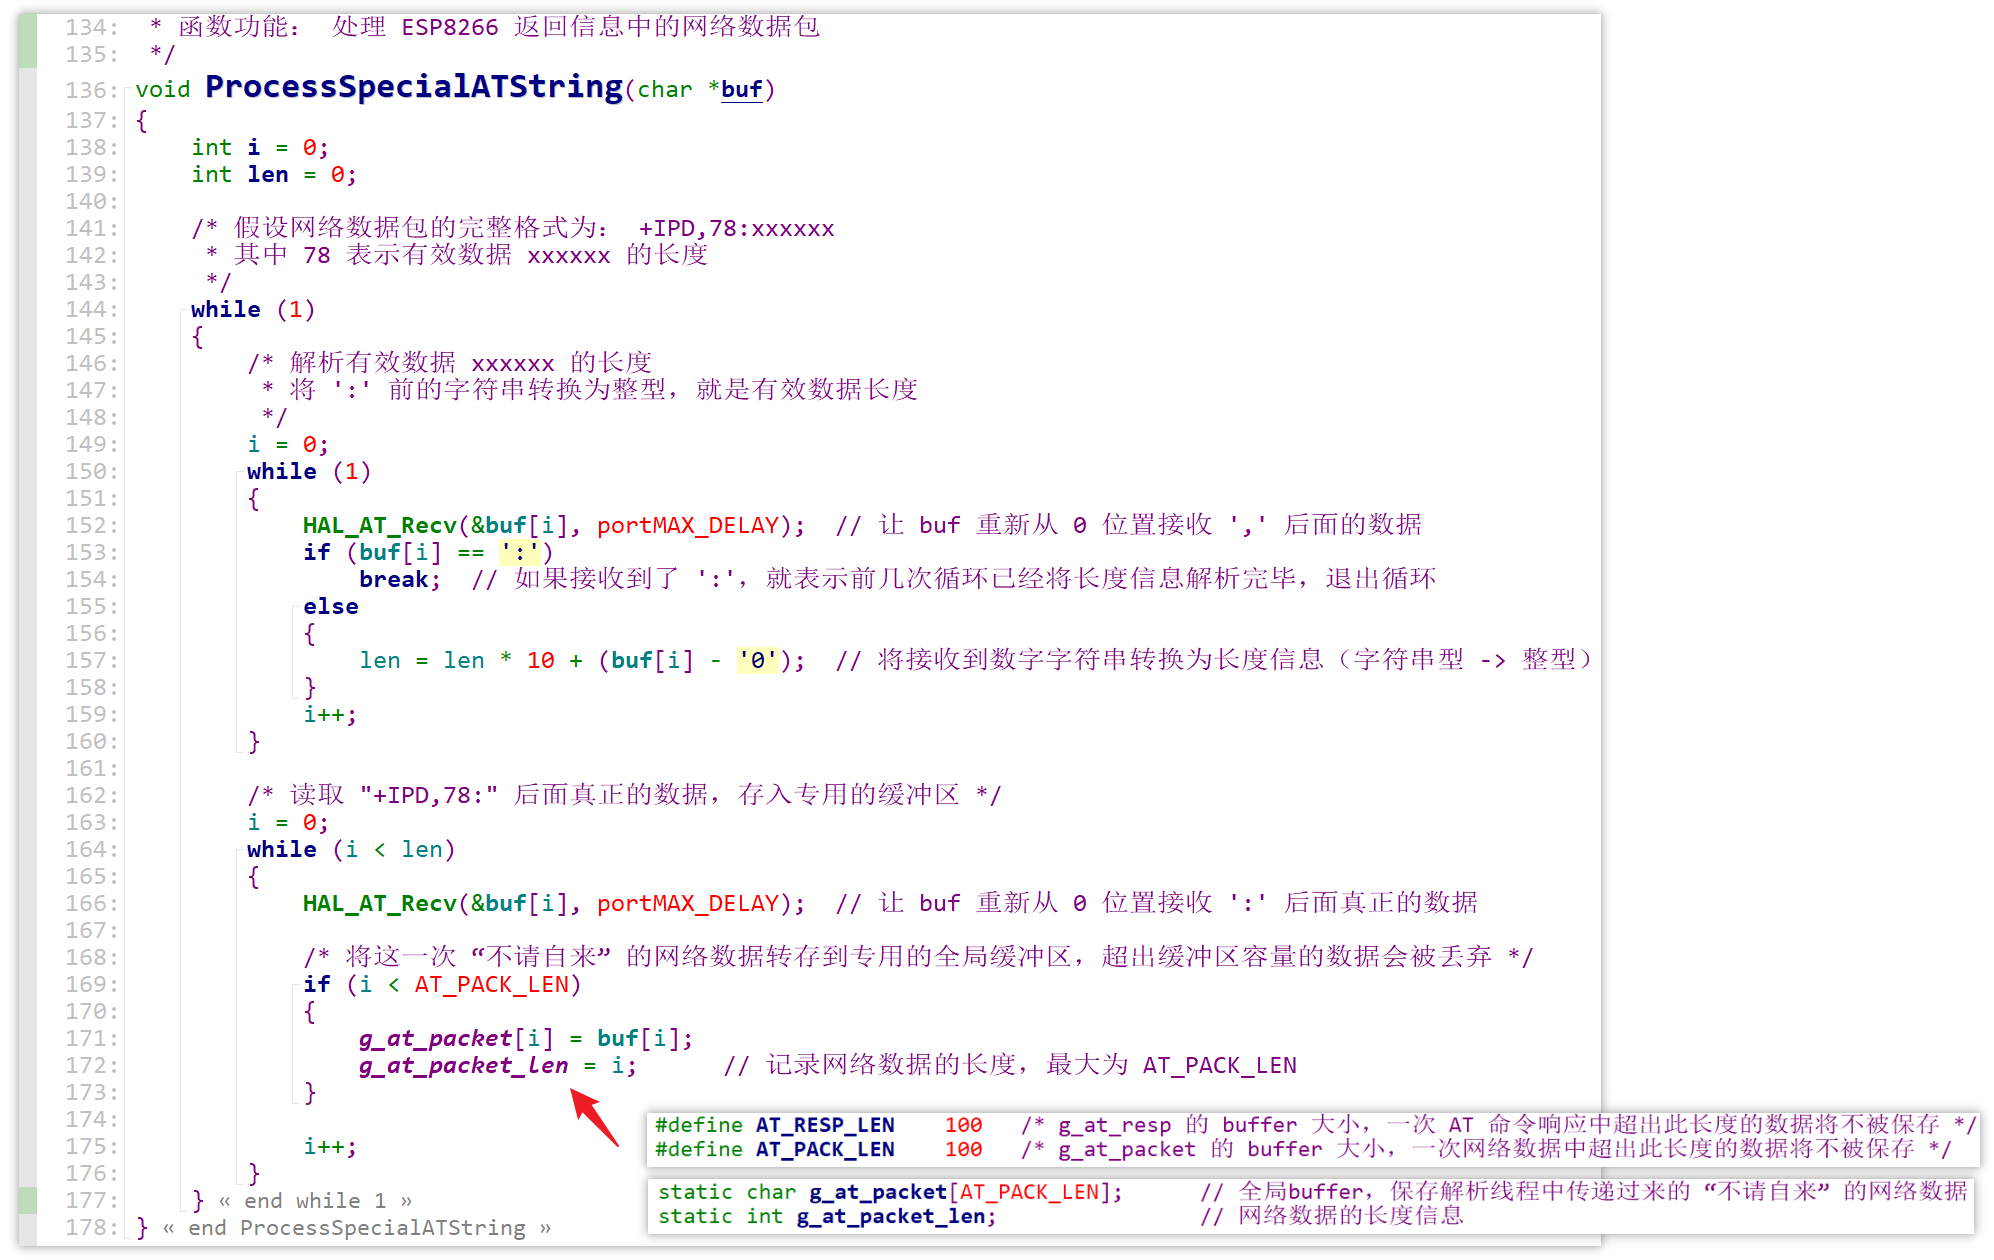 134:  * 函数功能： 处理 ESP8266 返回信息中的网络数据包
135:  */
136: void ProcessSpecialATString(char *buf)
137: {
138:     int i = 0;
139:     int len = 0;
140:
141:     /* 假设网络数据包的完整格式为： +IPD,78:xxxxxx
142:      * 其中 78 表示有效数据 xxxxxx 的长度
143:      */
144:     while (1)
145:     {
146:         /* 解析有效数据 xxxxxx 的长度
147:          * 将 ':' 前的字符串转换为整型，就是有效数据长度
148:          */
149:         i = 0;
150:         while (1)
151:         {
152:             HAL_AT_Recv(&buf[i], portMAX_DELAY);  // 让 buf 重新从 0 位置接收 ',' 后面的数据
153:             if (buf[i] == ':')
154:                 break;  // 如果接收到了 ':'，就表示前几次循环已经将长度信息解析完毕，退出循环
155:             else
156:             {
157:                 len = len * 10 + (buf[i] - '0');  // 将接收到数字字符串转换为长度信息（字符串型 -> 整型）
158:             }
159:             i++;
160:         }
161:
162:         /* 读取 "+IPD,78:" 后面真正的数据，存入专用的缓冲区 */
163:         i = 0;
164:         while (i < len)
165:         {
166:             HAL_AT_Recv(&buf[i], portMAX_DELAY);  // 让 buf 重新从 0 位置接收 ':' 后面真正的数据
167:
168:             /* 将这一次 “不请自来” 的网络数据转存到专用的全局缓冲区，超出缓冲区容量的数据会被丢弃 */
169:             if (i < AT_PACK_LEN)
170:             {
171:                 g_at_packet[i] = buf[i];
172:                 g_at_packet_len = i;      // 记录网络数据的长度，最大为 AT_PACK_LEN
173:             }
174:
175:             i++;
176:         }
177:     } « end while 1 »
178: } « end ProcessSpecialATString »
#define AT_RESP_LEN    100   /* g_at_resp 的 buffer 大小，一次 AT 命令响应中超出此长度的数据将不被保存 */
#define AT_PACK_LEN    100   /* g_at_packet 的 buffer 大小，一次网络数据中超出此长度的数据将不被保存 */
static char g_at_packet[AT_PACK_LEN];      // 全局buffer，保存解析线程中传递过来的 “不请自来” 的网络数据
static int g_at_packet_len;                // 网络数据的长度信息